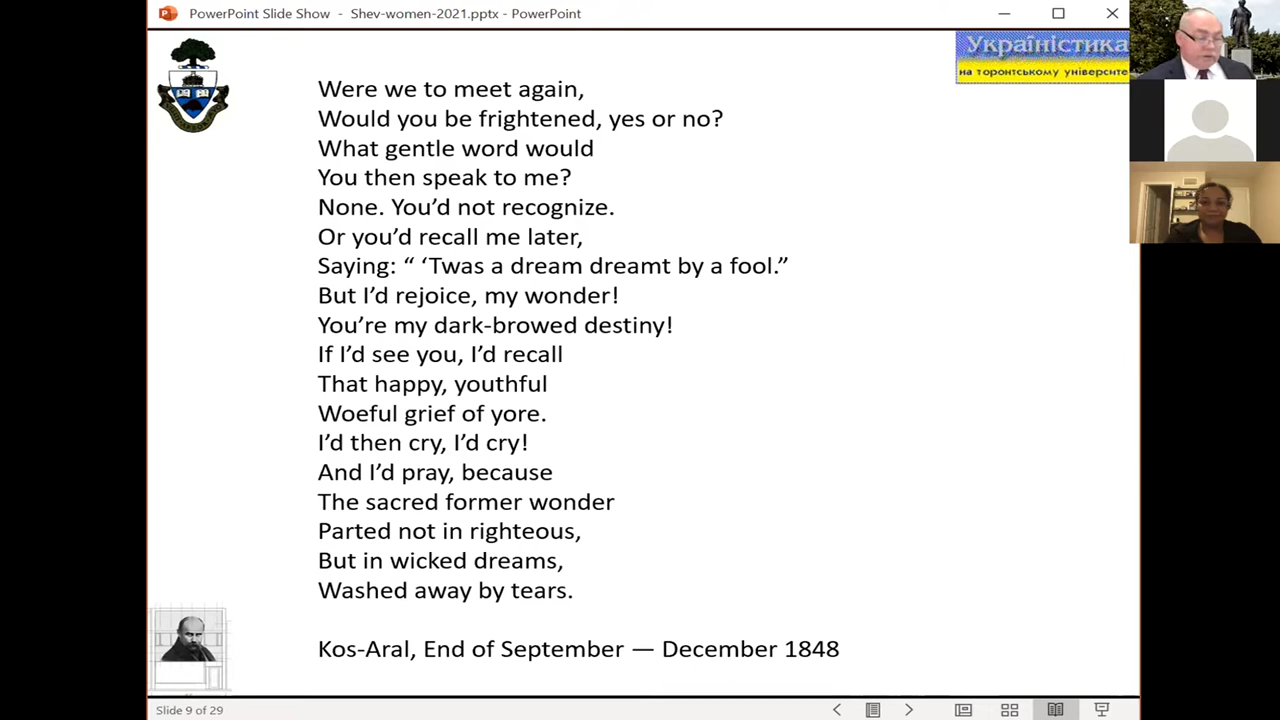 PowerPoint Slide Show - Shev-women-2021.pptx - PowerPoint
Україністика
на торонтському університе
Were we to meet again,
Would you be frightened, yes or no?
What gentle word would
You then speak to me?
None. You’d not recognize.
Or you’d recall me later,
Saying: “ ‘Twas a dream dreamt by a fool.”
But I’d rejoice, my wonder!
You’re my dark-browed destiny!
If I’d see you, I’d recall
That happy, youthful
Woeful grief of yore.
I’d then cry, I’d cry!
And I’d pray, because
The sacred former wonder
Parted not in righteous,
But in wicked dreams,
Washed away by tears.
Kos-Aral, End of September — December 1848
Slide 9 of 29